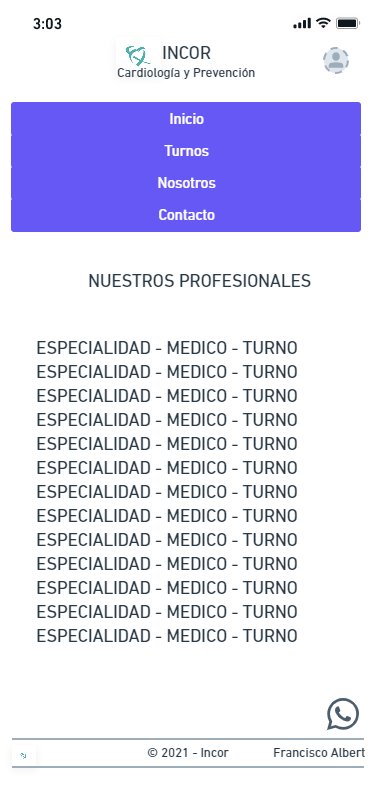 3:03
INCOR
Cardiología y Prevención
Inicio
Turnos
Nosotros
Contacto
NUESTROS PROFESIONALES
ESPECIALIDAD - MEDICO - TURNO
ESPECIALIDAD - MEDICO - TURNO
ESPECIALIDAD - MEDICO - TURNO
ESPECIALIDAD - MEDICO - TURNO
ESPECIALIDAD - MEDICO - TURNO
ESPECIALIDAD - MEDICO - TURNO
ESPECIALIDAD - MEDICO - TURNO
ESPECIALIDAD - MEDICO - TURNO
ESPECIALIDAD - MEDICO - TURNO
ESPECIALIDAD - MEDICO - TURNO
ESPECIALIDAD - MEDICO - TURNO
ESPECIALIDAD - MEDICO - TURNO
ESPECIALIDAD - MEDICO - TURNO
© 2021 - Incor Francisco Albert